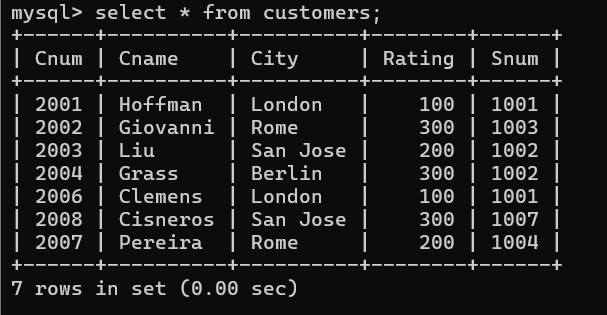 mysql> select * from customers;
+------+----------+----------+--------+------+
| Cnum | Cname    | City     | Rating | Snum |
+------+----------+----------+--------+------+
| 2001 | Hoffman  | London   |    100 | 1001 |
| 2002 | Giovanni | Rome     |    300 | 1003 |
| 2003 | Liu      | San Jose |    200 | 1002 |
| 2004 | Grass    | Berlin   |    300 | 1002 |
| 2006 | Clemens  | London   |    100 | 1001 |
| 2008 | Cisneros | San Jose |    300 | 1007 |
| 2007 | Pereira  | Rome     |    200 | 1004 |
+------+----------+----------+--------+------+
7 rows in set (0.00 sec)